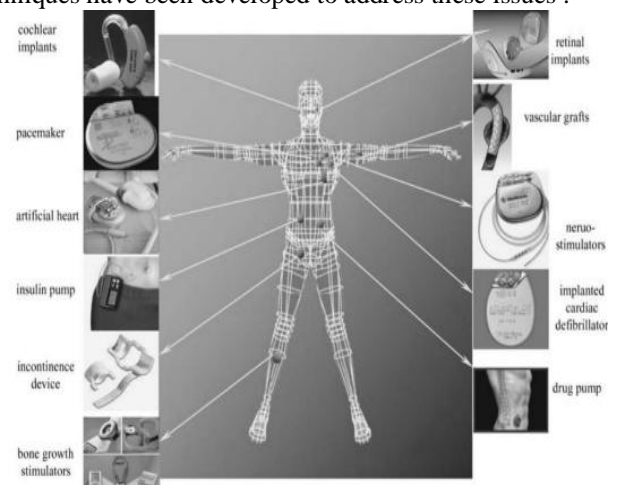 niques have been developed to address these issues .
cochlear
implants
pacemaker
artificial heart
insulin pump
incontinence
device
bone growth
stimulators
retinal
implants
vascular grafts
neruo-
stimulators
implanted
cardiac
defibrillator
drug pump